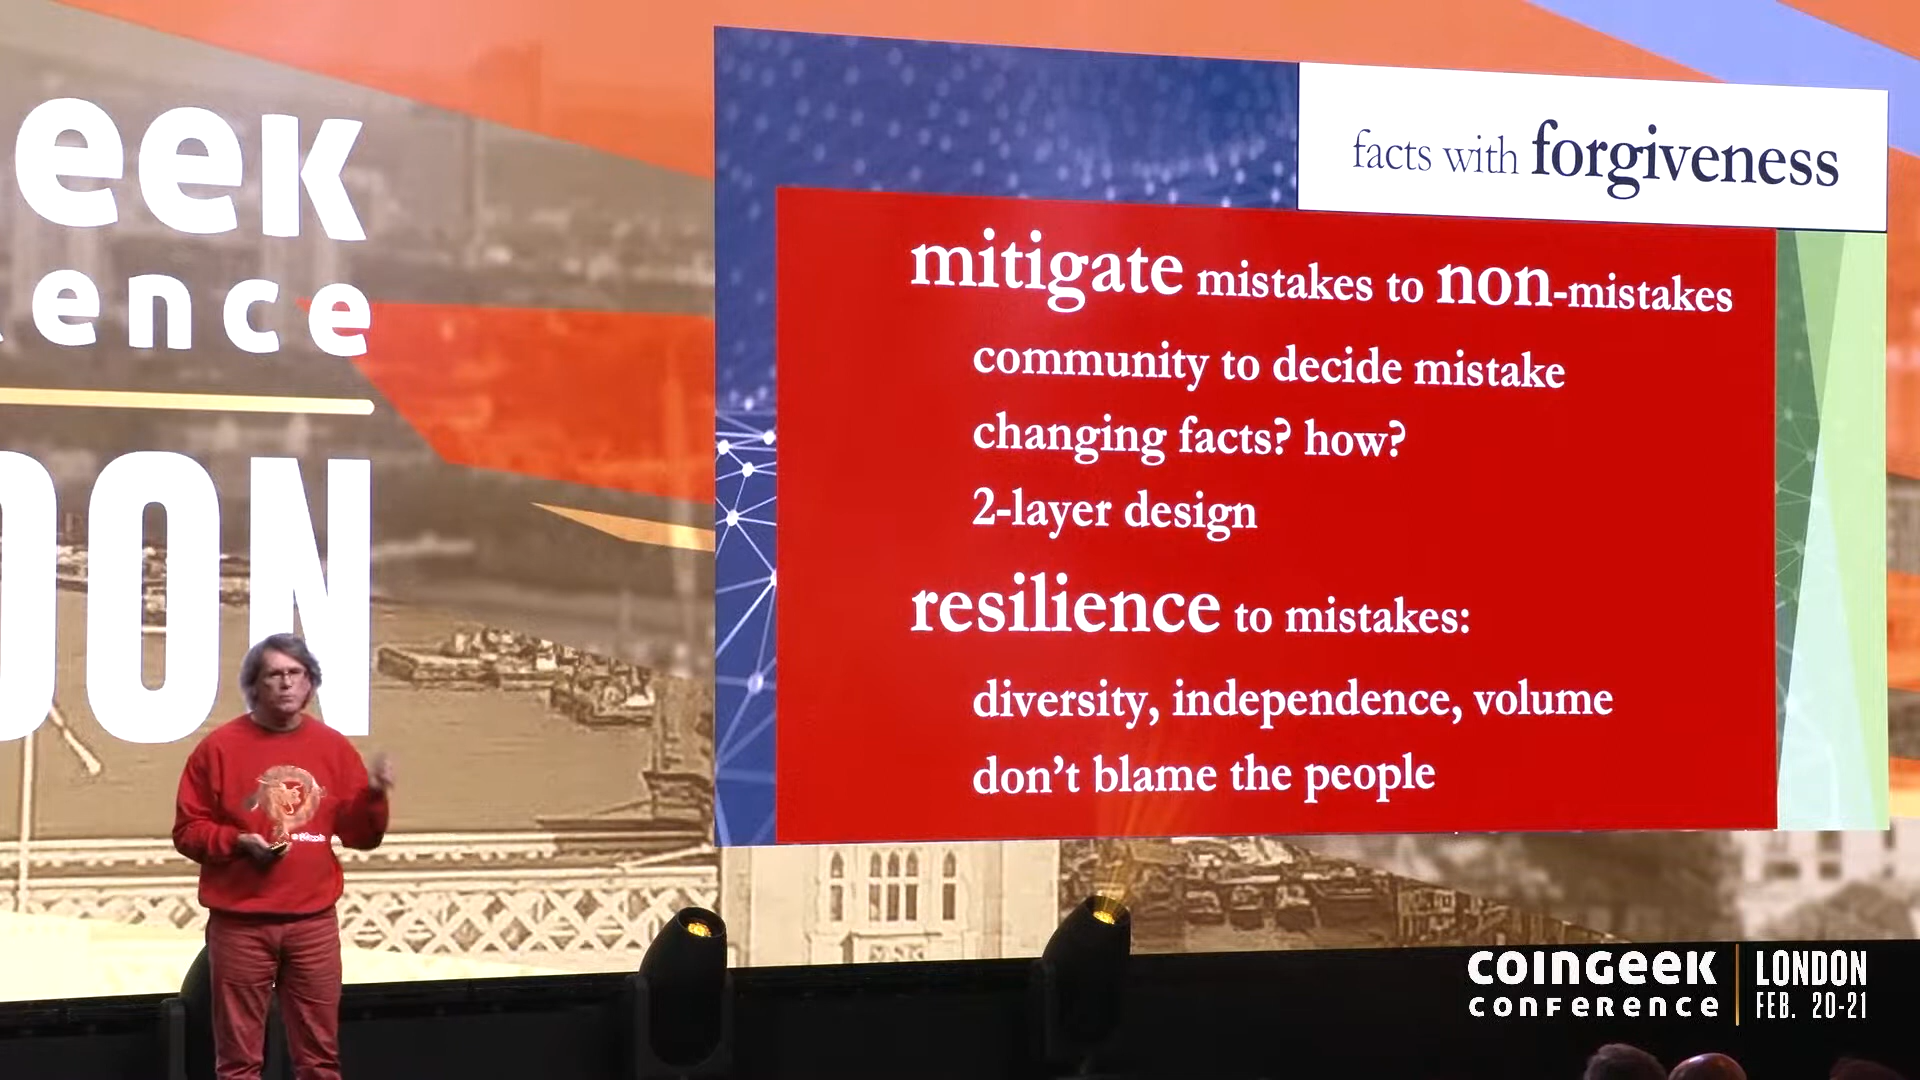 eek
ence
DON
facts with forgiveness
mitigate mistakes to non-mistakes
community to decide mistake
changing facts? how?
2-layer design
resilience to mistakes:
diversity, independence, volume
don't blame the people
COINGEEK
CONFERENCE
LONDON
FEB. 20-21